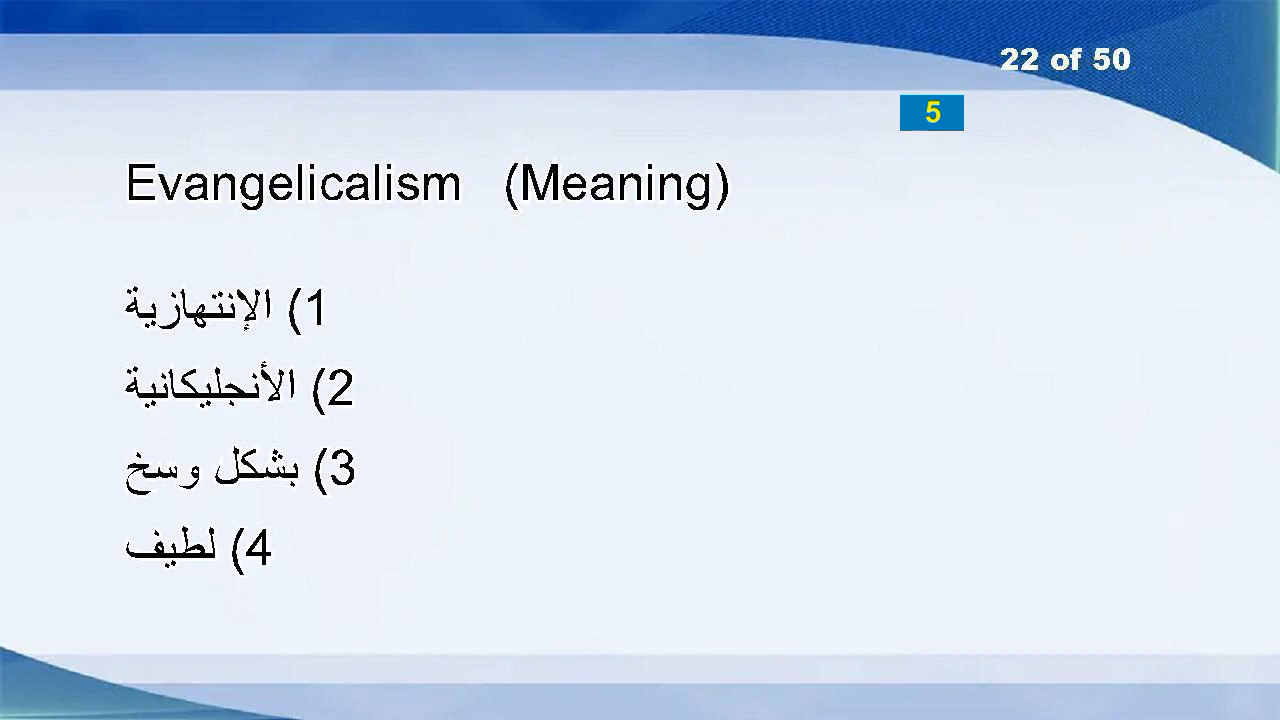 22 of 50
5
Evangelicalism (Meaning)
1) الإنتهازية
2) الأنجليكانية
3) بشكل وسخ
4) لطيف